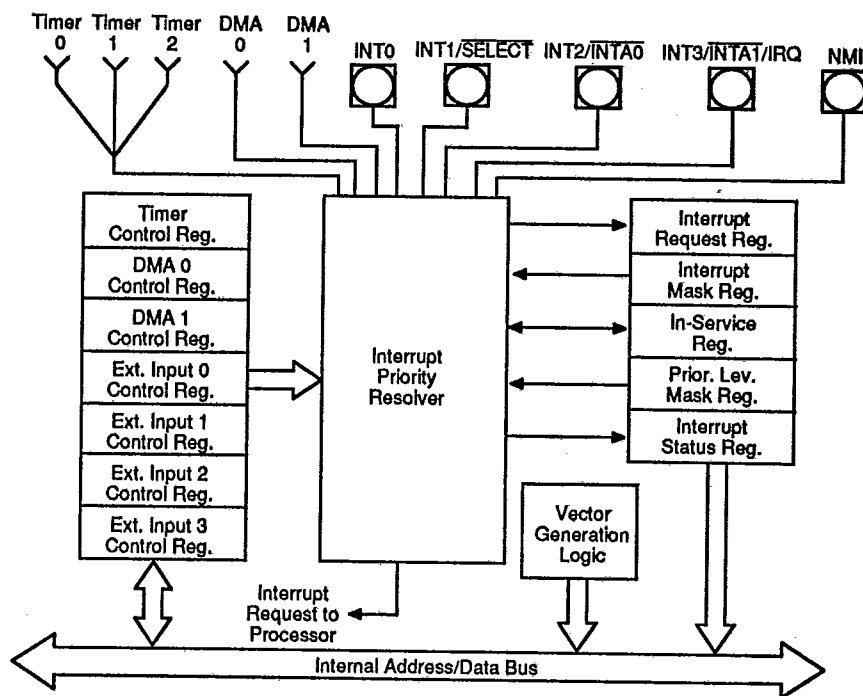 Timer 0
Timer 1
Timer 2
DMA 0
DMA 1
INT0
INT1/SELECT
INT2/INTA0
INT3/INTA1/IRQ
NMI
Timer
Control Reg.
DMA 0
Control Reg.
DMA 1
Control Reg.
Ext. Input 0
Control Reg.
Ext. Input 1
Control Reg.
Ext. Input 2
Control Reg.
Ext. Input 3
Control Reg.
Interrupt
Priority
Resolver
Interrupt
Request Reg.
Interrupt
Mask Reg.
In-Service
Reg.
Prior. Lev.
Mask Reg.
Interrupt
Status Reg.
Vector
Generation
Logic
Interrupt
Request to
Processor
Internal Address/Data Bus